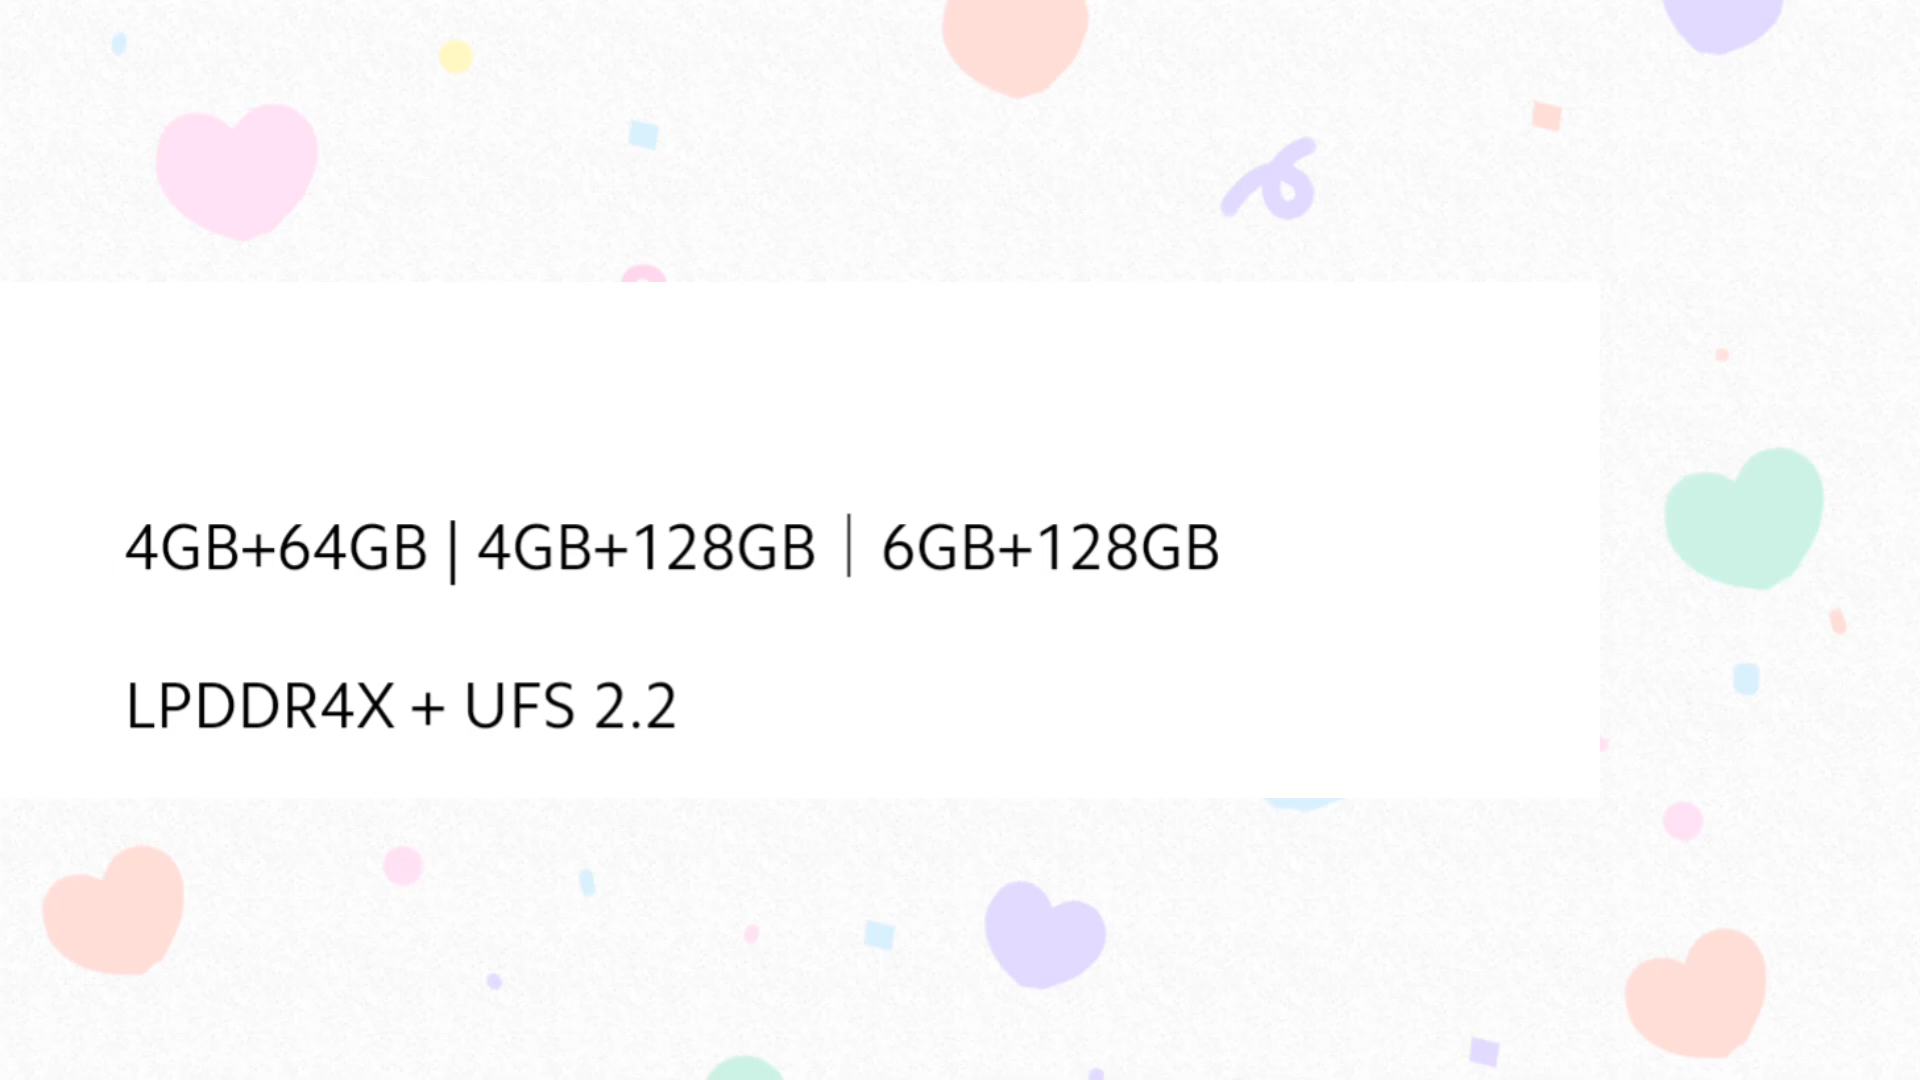 4GB+64GB | 4GB+128GB｜6GB+128GB
LPDDR4X + UFS 2.2